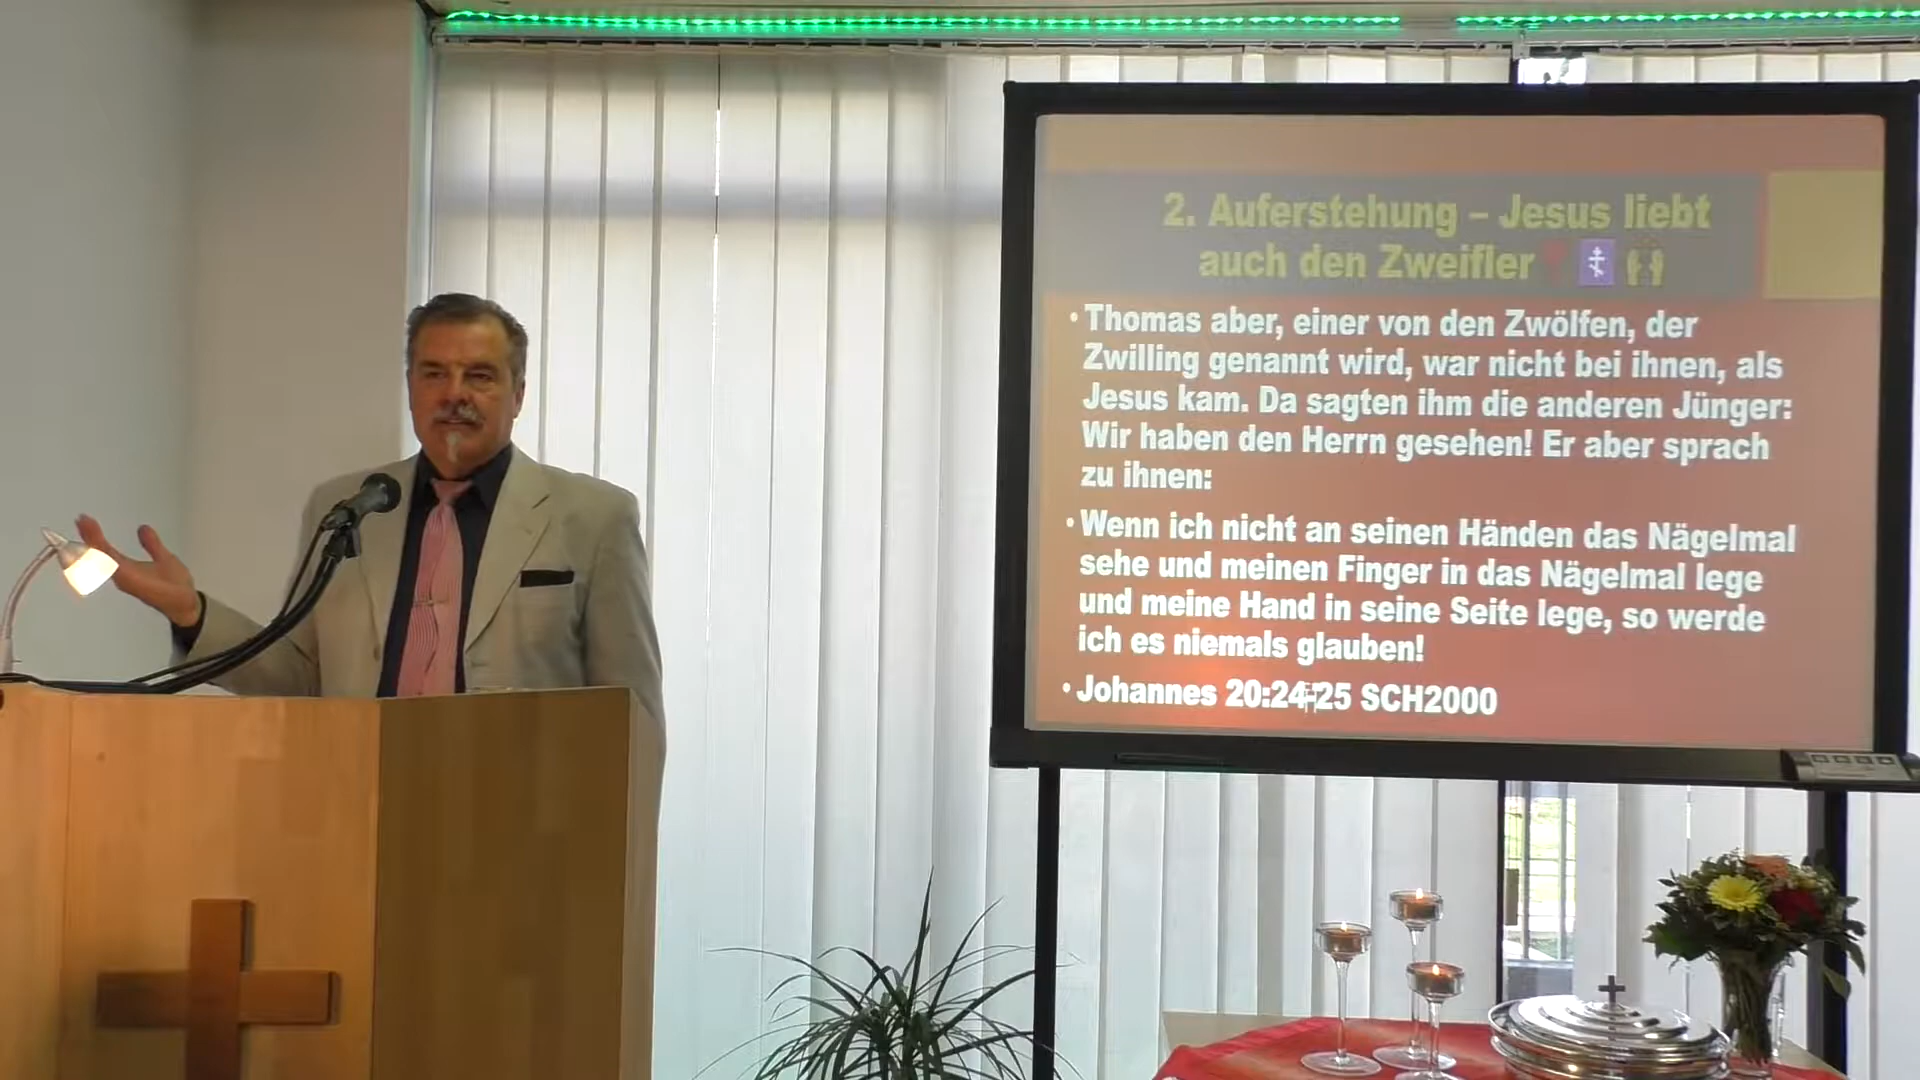 2. Auferstehung – Jesus liebt
auch den Zweifler
• Thomas aber, einer von den Zwölfen, der
Zwilling genannt wird, war nicht bei ihnen, als
Jesus kam. Da sagten ihm die anderen Jünger:
Wir haben den Herrn gesehen! Er aber sprach
zu ihnen:
• Wenn ich nicht an seinen Händen das Nägelmal
sehe und meinen Finger in das Nägelmal lege
und meine Hand in seine Seite lege, so werde
ich es niemals glauben!
• Johannes 20:24-25 SCH2000